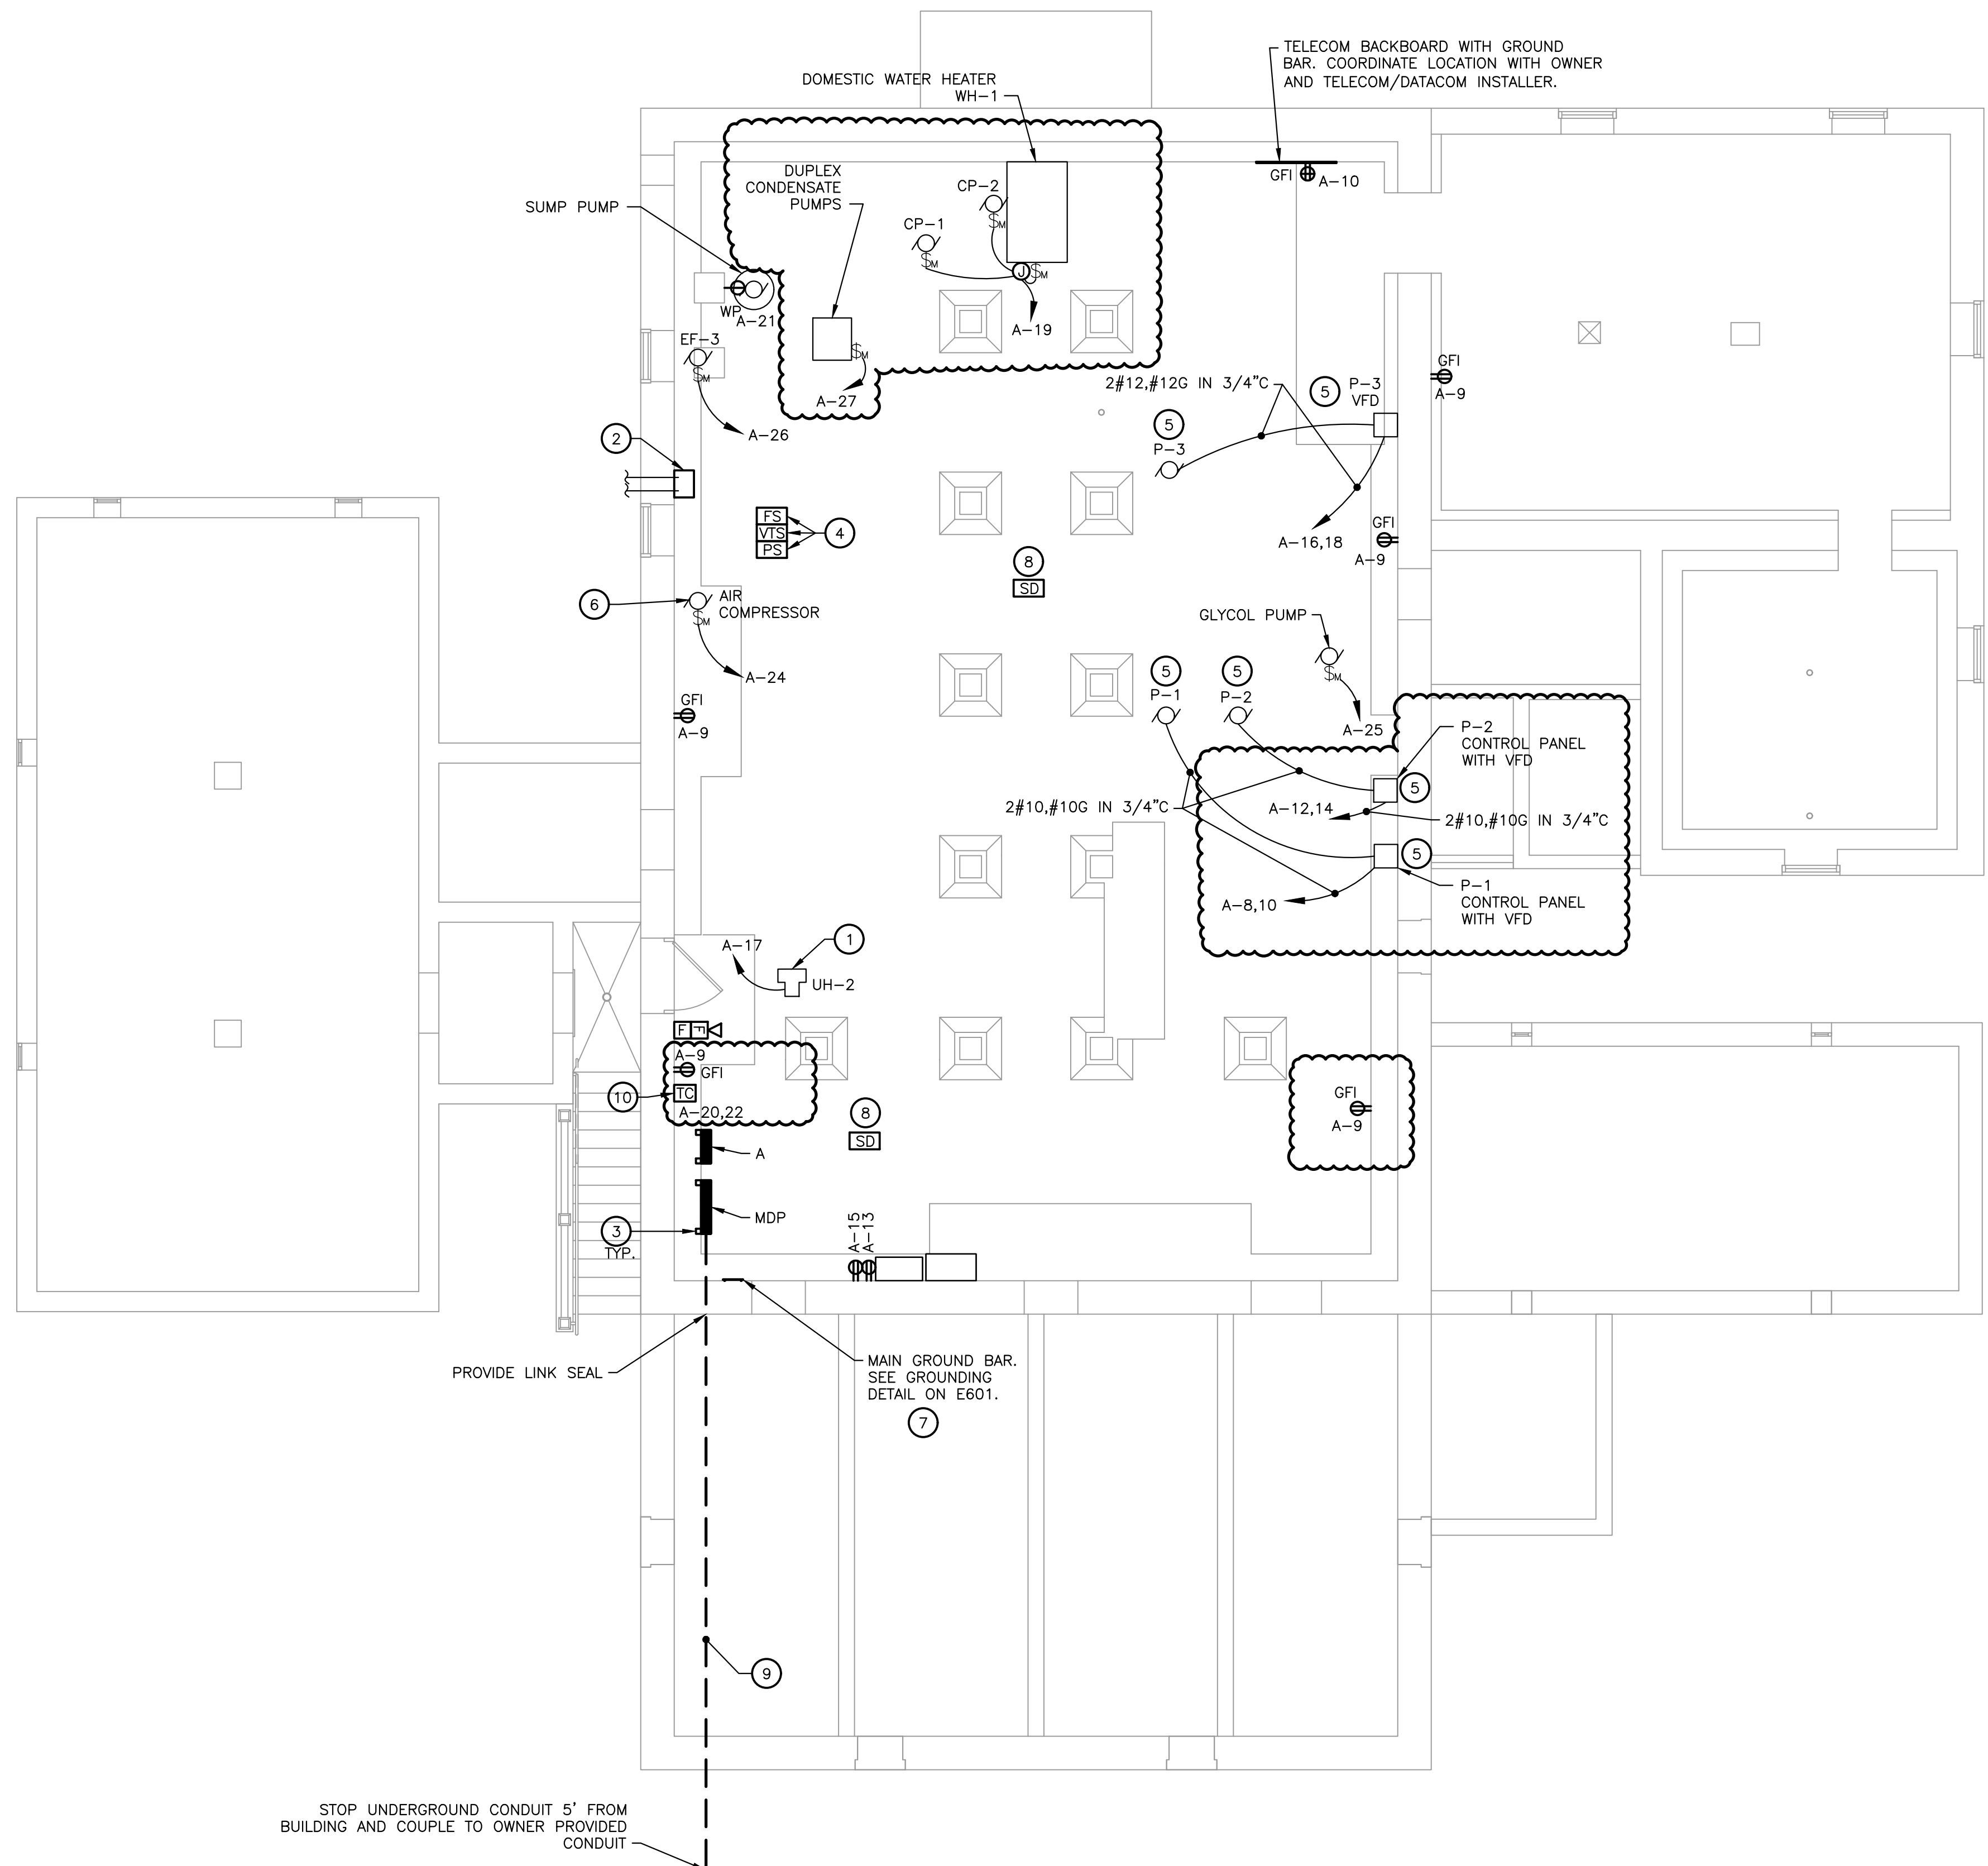 TELECOM BACKBOARD WITH GROUND
BAR. COORDINATE LOCATION WITH OWNER
AND TELECOM/DATACOM INSTALLER.
DOMESTIC WATER HEATER
WH-1
DUPLEX
CONDENSATE
PUMPS
CP-2
$M
CP-1
$M
J
$M
A-19
GFI
A-10
SUMP PUMP
WP
A-21
EF-3
$M
A-26
$M
A-27
2#12,#12G IN 3/4"C
5
P-3
VFD
GFI
A-9
5
P-3
2
A-16,18
GFI
A-9
FS
VTS
PS
4
8
SD
6
AIR
COMPRESSOR
$M
A-24
GLYCOL PUMP
$M
A-25
GFI
A-9
5
P-1
5
P-2
P-2
CONTROL PANEL
WITH VFD
5
2#10,#10G IN 3/4"C
A-12,14
2#10,#10G IN 3/4"C
5
P-1
CONTROL PANEL
WITH VFD
A-8,10
A-17
1
UH-2
F
F
A-9
GFI
10
TC
A-20,22
GFI
A-9
8
SD
A
MDP
3
TYP.
A-15
A-13
PROVIDE LINK SEAL
MAIN GROUND BAR.
SEE GROUNDING
DETAIL ON E601.
7
9
STOP UNDERGROUND CONDUIT 5' FROM
BUILDING AND COUPLE TO OWNER PROVIDED
CONDUIT